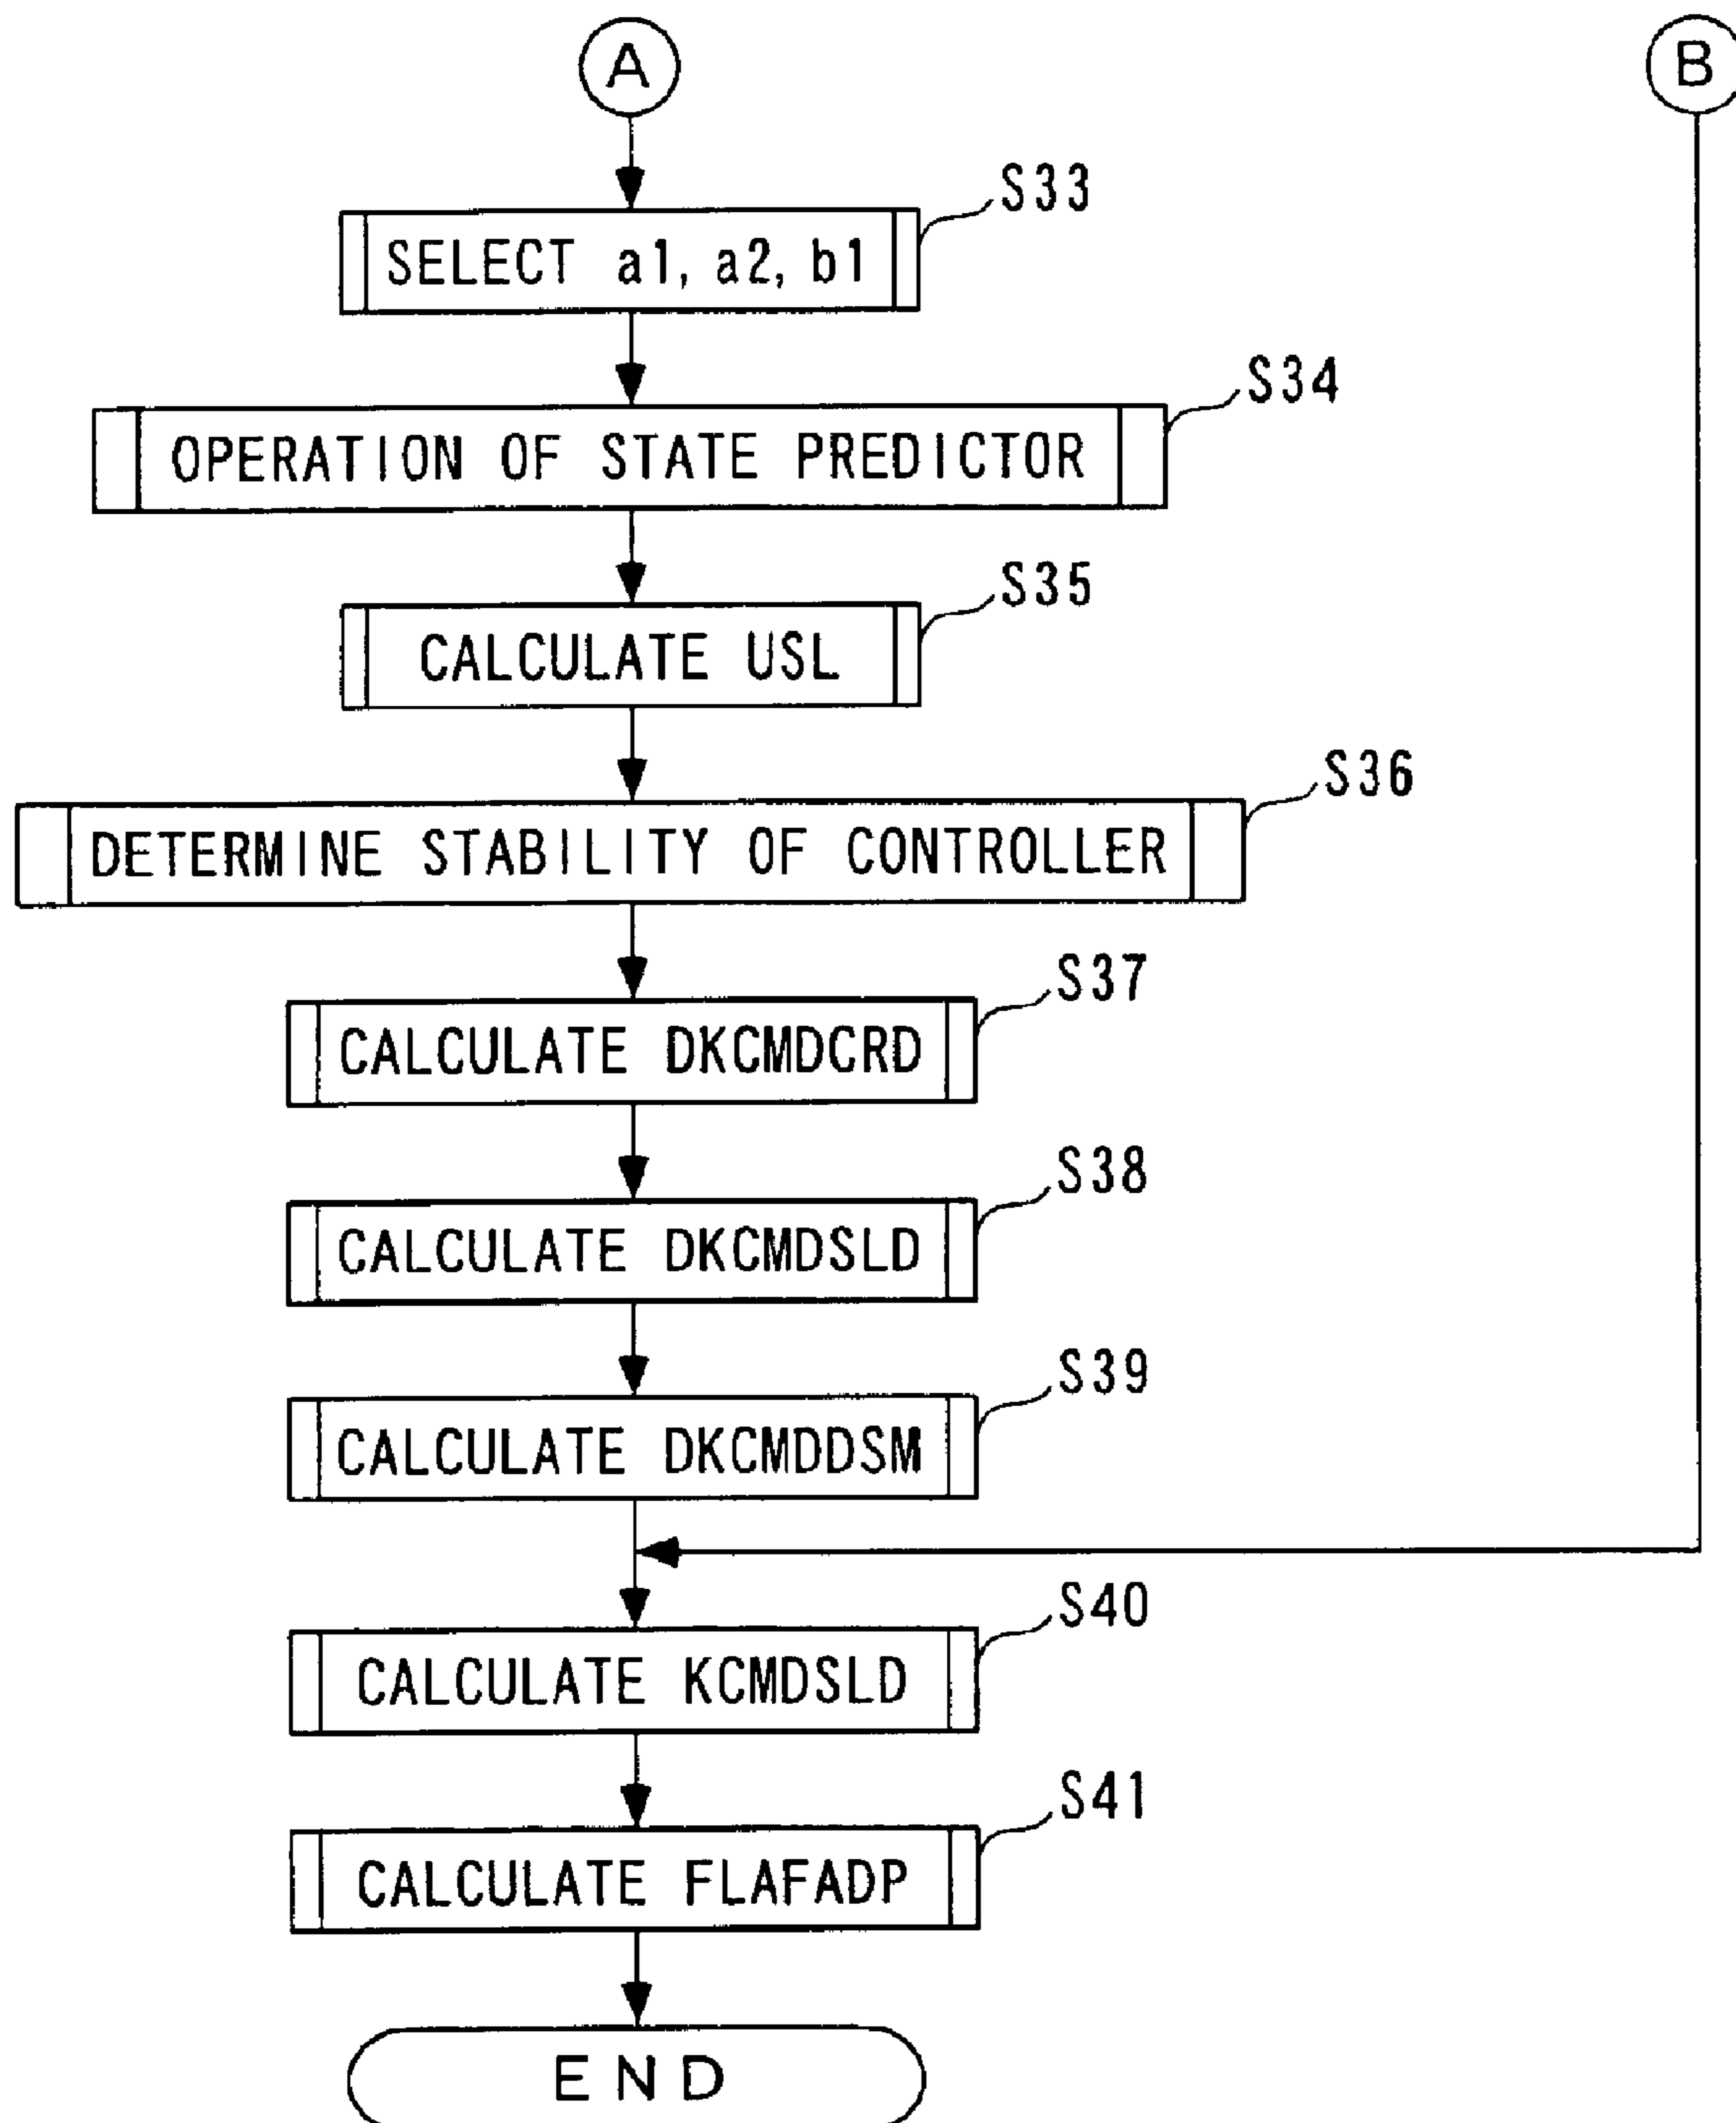 A
B
S33
SELECT a1, a2, b1
S34
OPERATION OF STATE PREDICTOR
S35
CALCULATE USL
S36
DETERMINE STABILITY OF CONTROLLER
S37
CALCULATE DKCMDCRD
S38
CALCULATE DKCMDSLD
S39
CALCULATE DKCMDDSM
S40
CALCULATE KCMDSLD
S41
CALCULATE FLAFADP
END